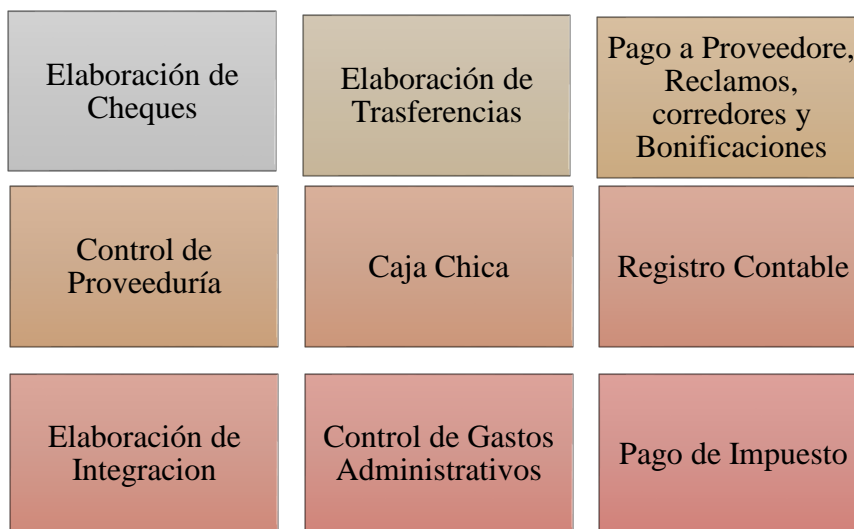 Elaboración de
Cheques
Elaboración de
Trasferencias
Pago a Proveedore,
Reclamos,
corredores y
Bonificaciones
Control de
Proveeduría
Caja Chica
Registro Contable
Elaboración de
Integracion
Control de Gastos
Administrativos
Pago de Impuesto